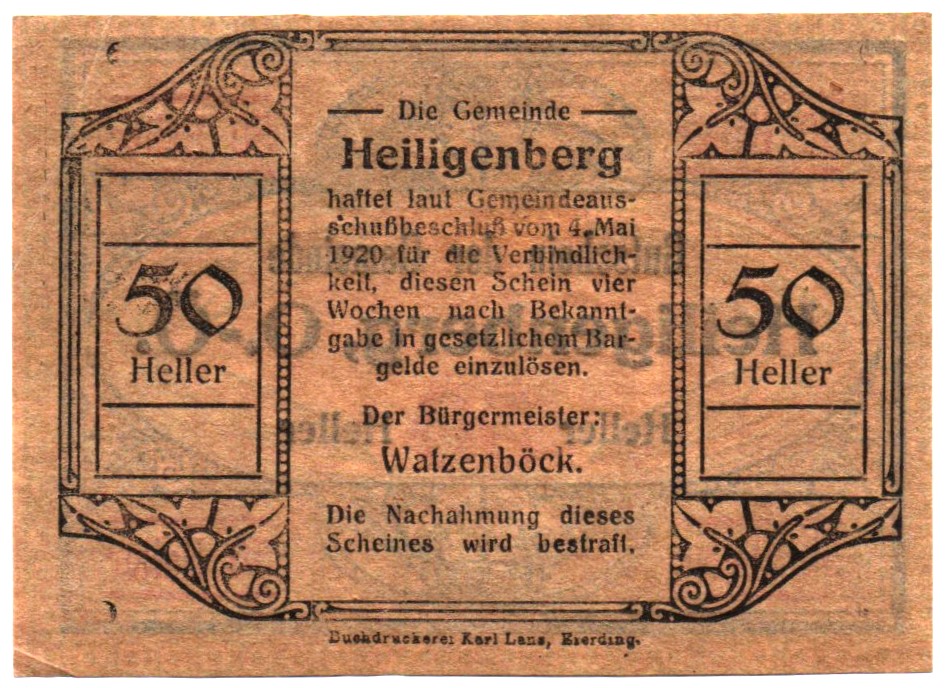 Die Gemeinde
Heiligenberg
haftet laut Gemeindeaus-
schußbeschluß vom 4. Mai
1920 für die Verbindlich-
keit, diesen Schein vier
Wochen nach Bekannt-
gabe in gesetzlichem Bar-
gelde einzulösen.
Der Bürgermeister:
Watzenböck.
Die Nachahmung dieses
Scheines wird bestraft.
50
Heller
50
Heller
Buchdruckerei Karl Lans, Eferding.